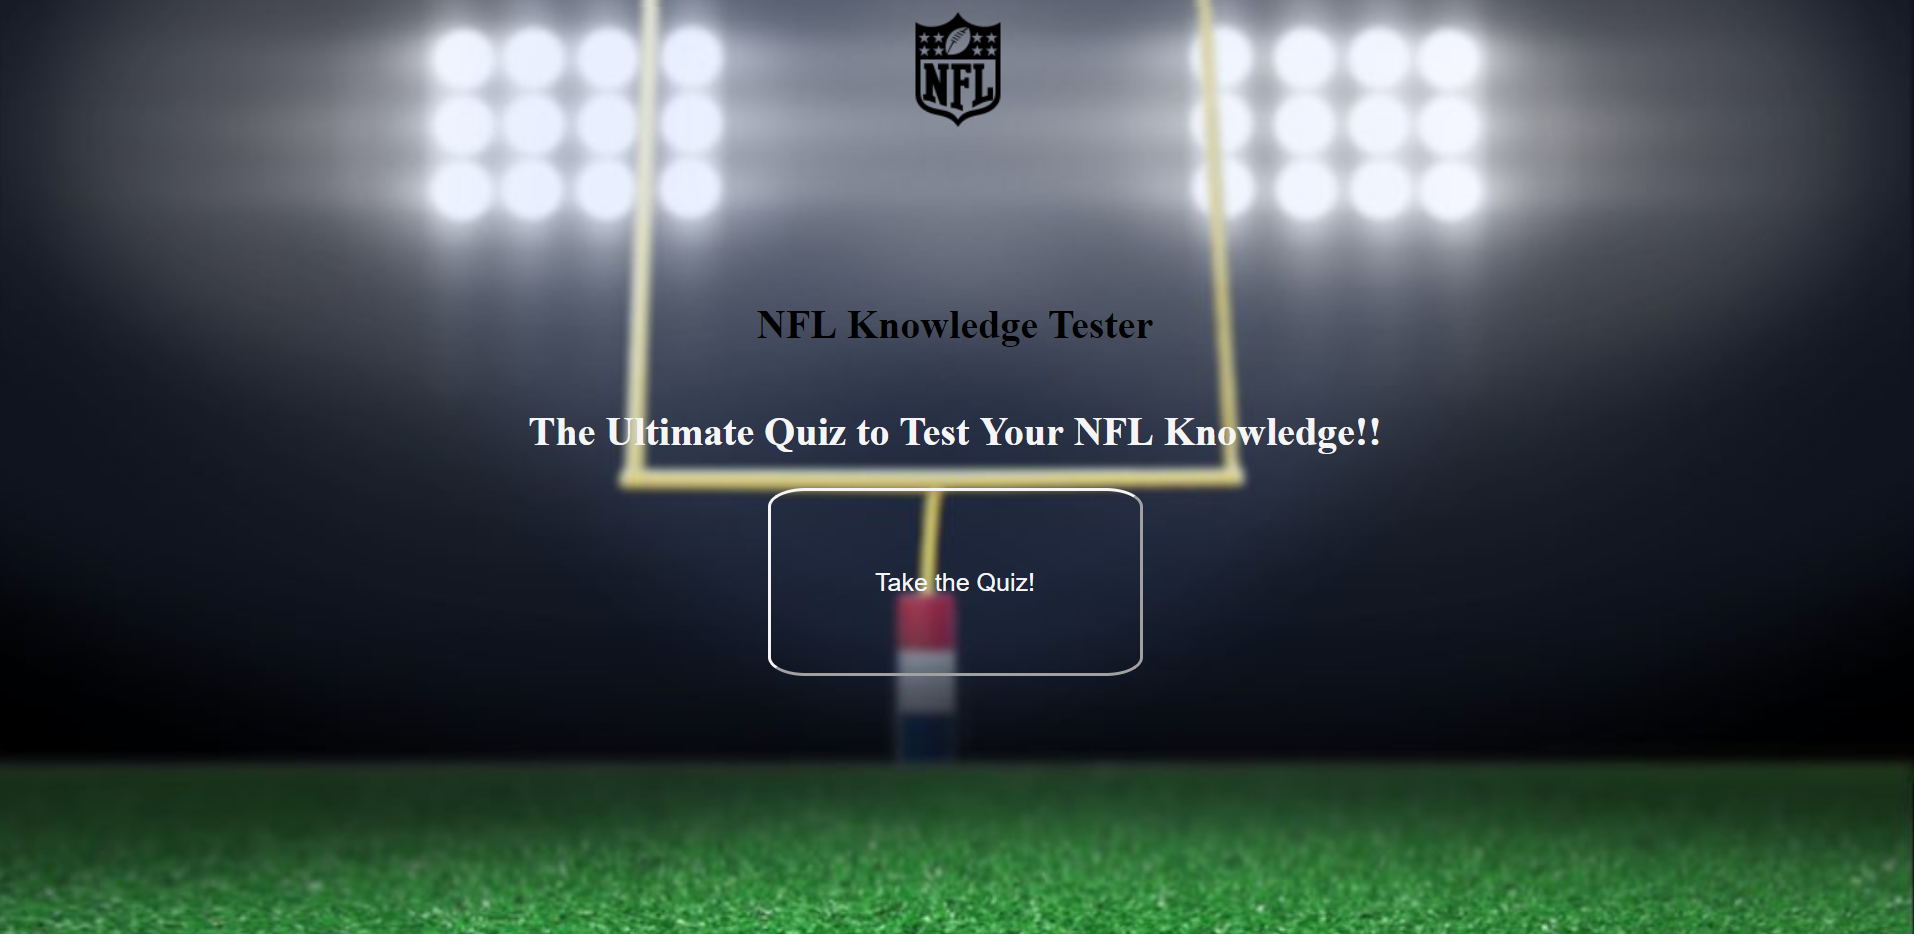 NFL
NFL Knowledge Tester
The Ultimate Quiz to Test Your NFL Knowledge!!
Take the Quiz!